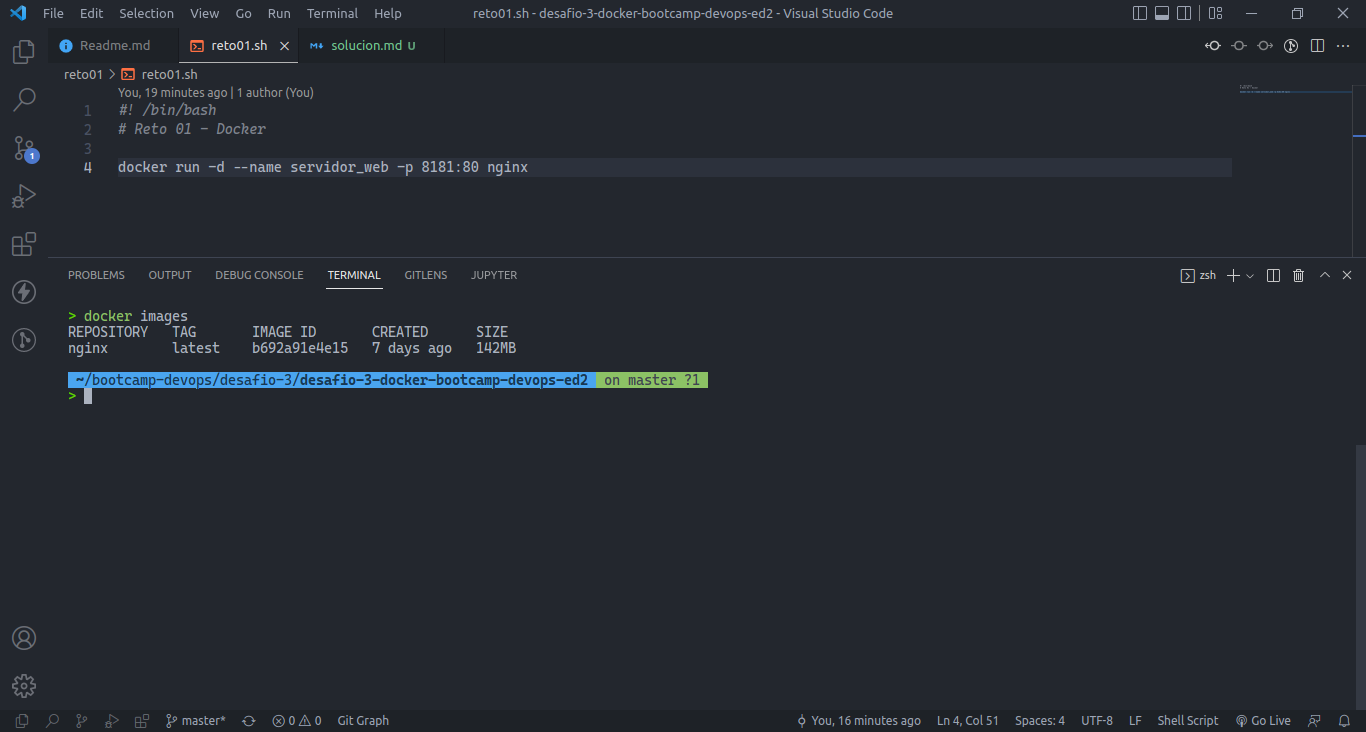 File Edit Selection View Go Run Terminal Help reto01.sh - desafio-3-docker-bootcamp-devops-ed2 - Visual Studio Code
Readme.md reto01.sh solucion.md U
reto01 > reto01.sh
You, 19 minutes ago | 1 author (You)
1 #! /bin/bash
2 # Reto 01 - Docker
3
4 docker run -d --name servidor_web -p 8181:80 nginx
1
PROBLEMS OUTPUT DEBUG CONSOLE TERMINAL GITLENS JUPYTER zsh
> docker images
REPOSITORY TAG IMAGE ID CREATED SIZE
nginx latest b692a91e4e15 7 days ago 142MB
~/bootcamp-devops/desafio-3/desafio-3-docker-bootcamp-devops-ed2 on master ?1
>
master* 0 0 Git Graph You, 16 minutes ago Ln 4, Col 51 Spaces: 4 UTF-8 LF Shell Script Go Live